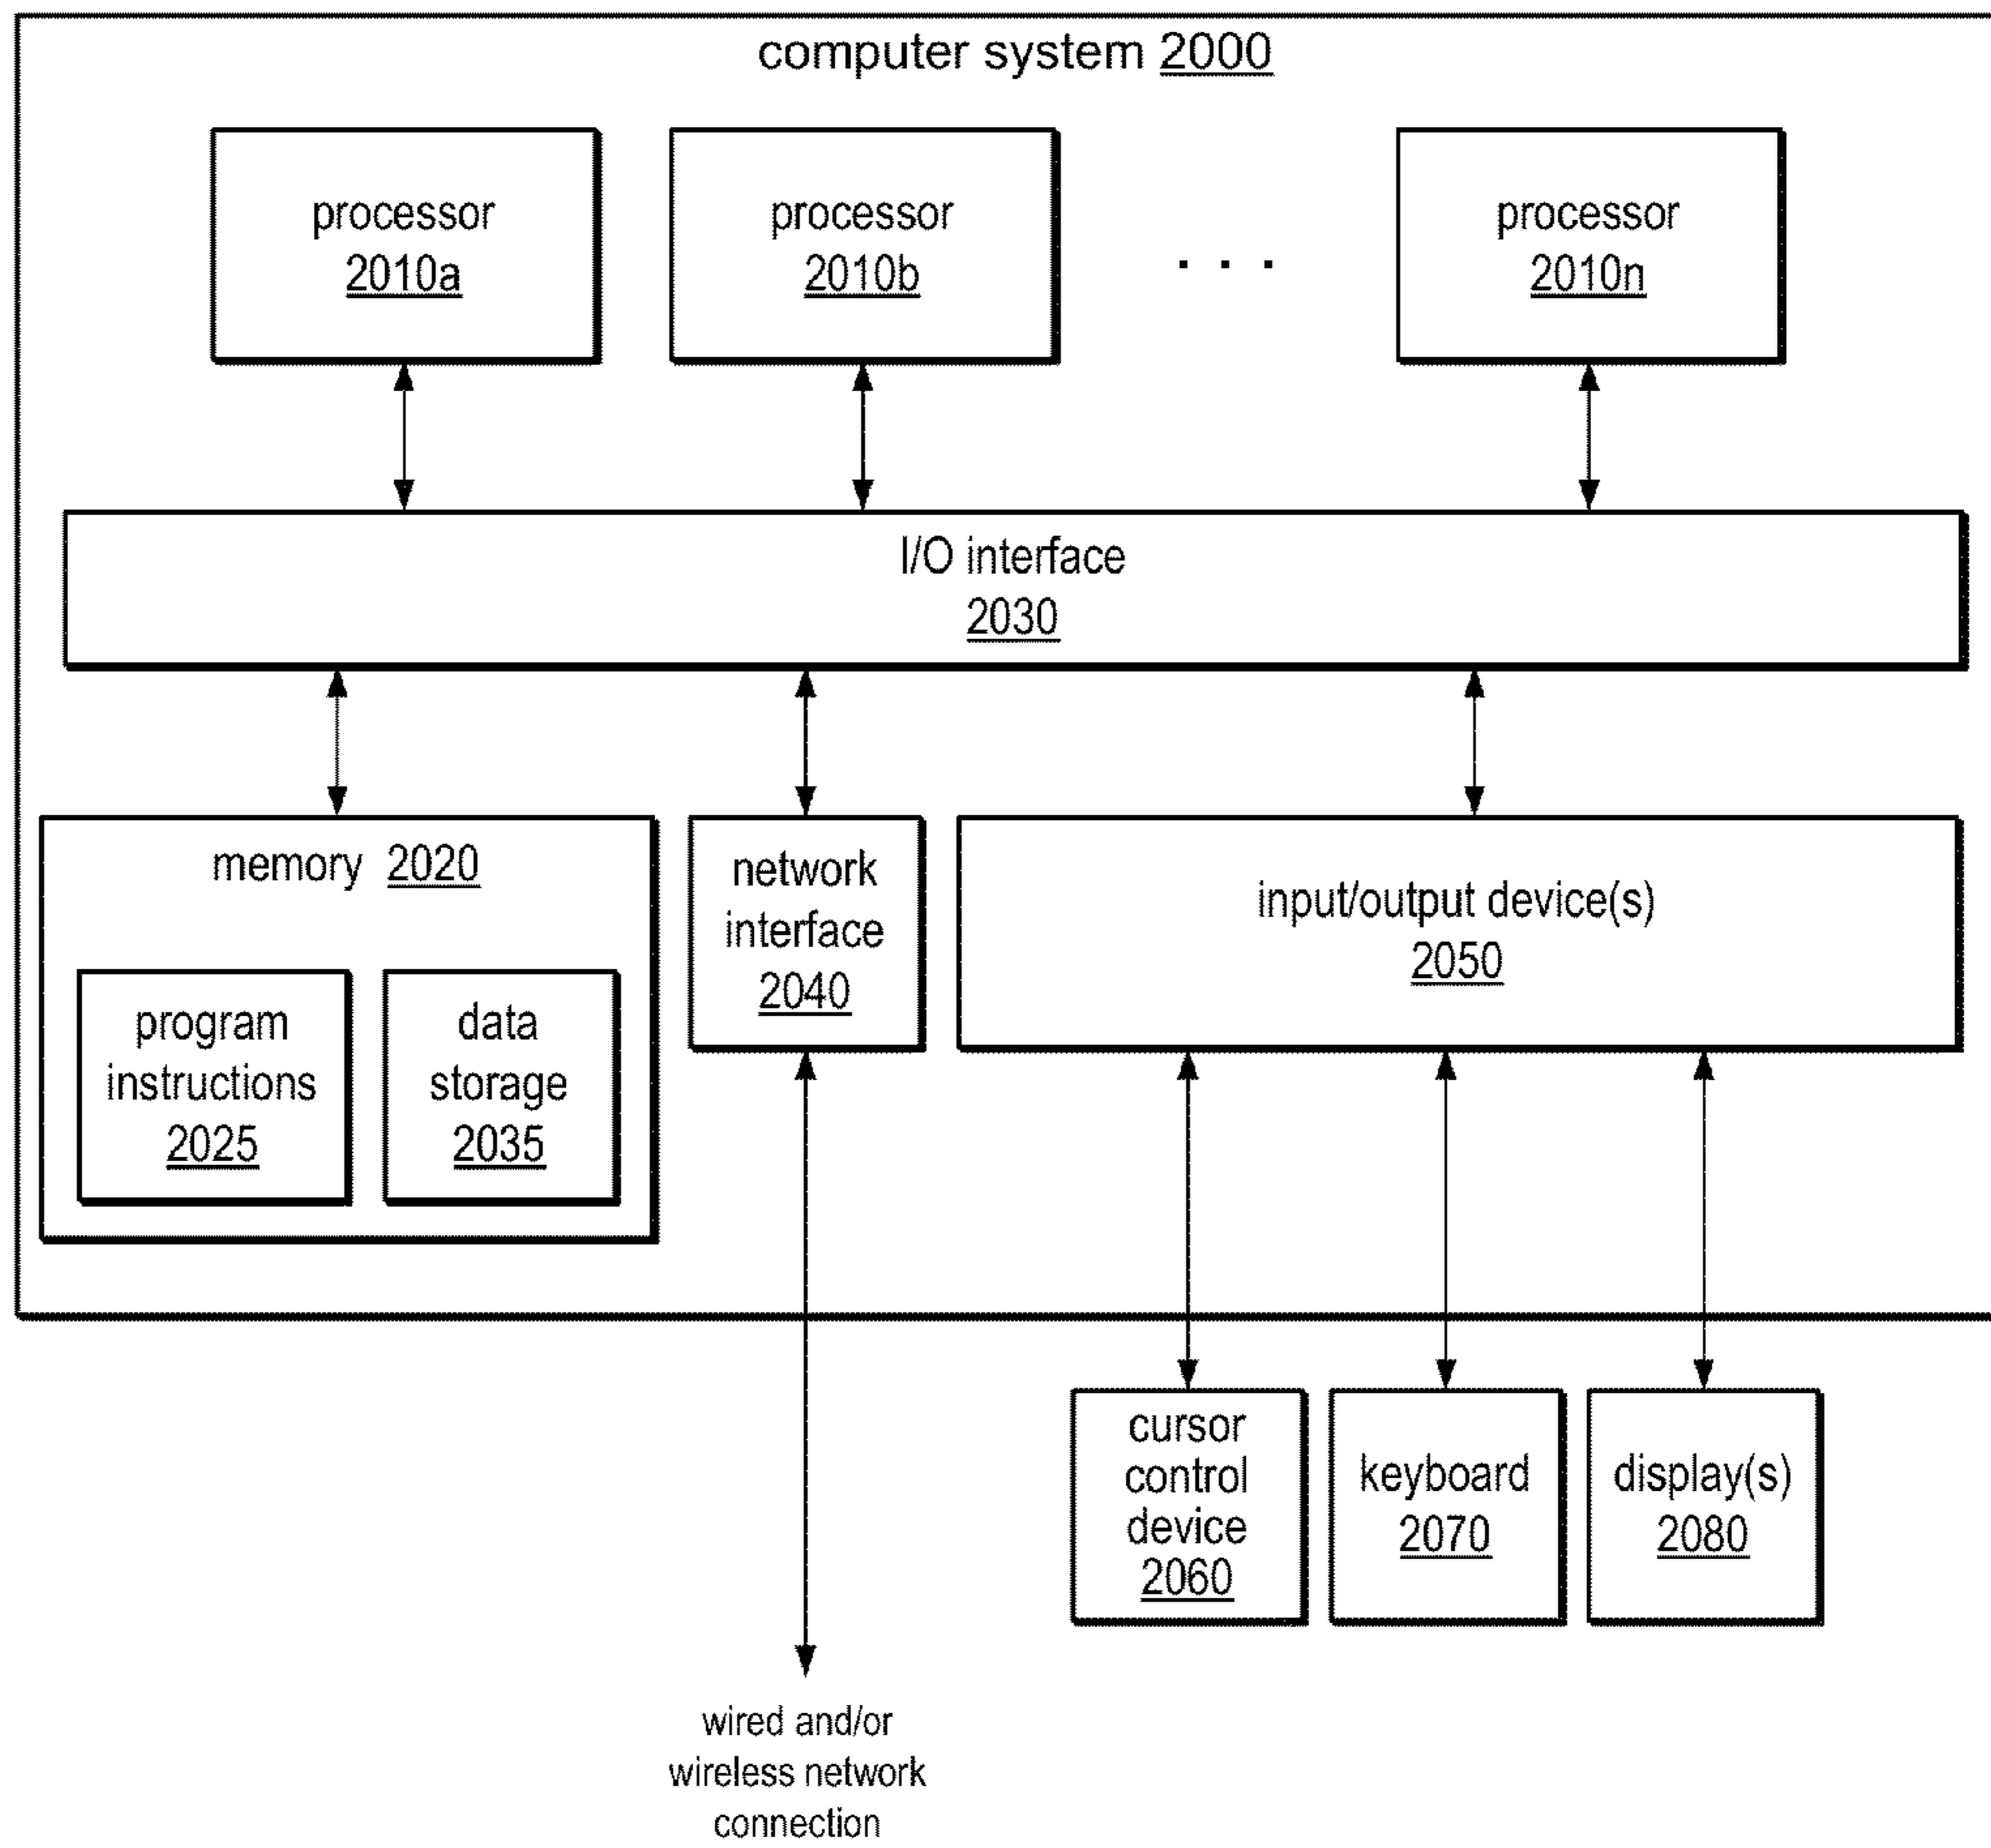 computer system 2000
processor
2010a
processor
2010b
. . .
processor
2010n
I/O interface
2030
memory 2020
program
instructions
2025
data
storage
2035
network
interface
2040
input/output device(s)
2050
cursor
control
device
2060
keyboard
2070
display(s)
2080
wired and/or
wireless network
connection